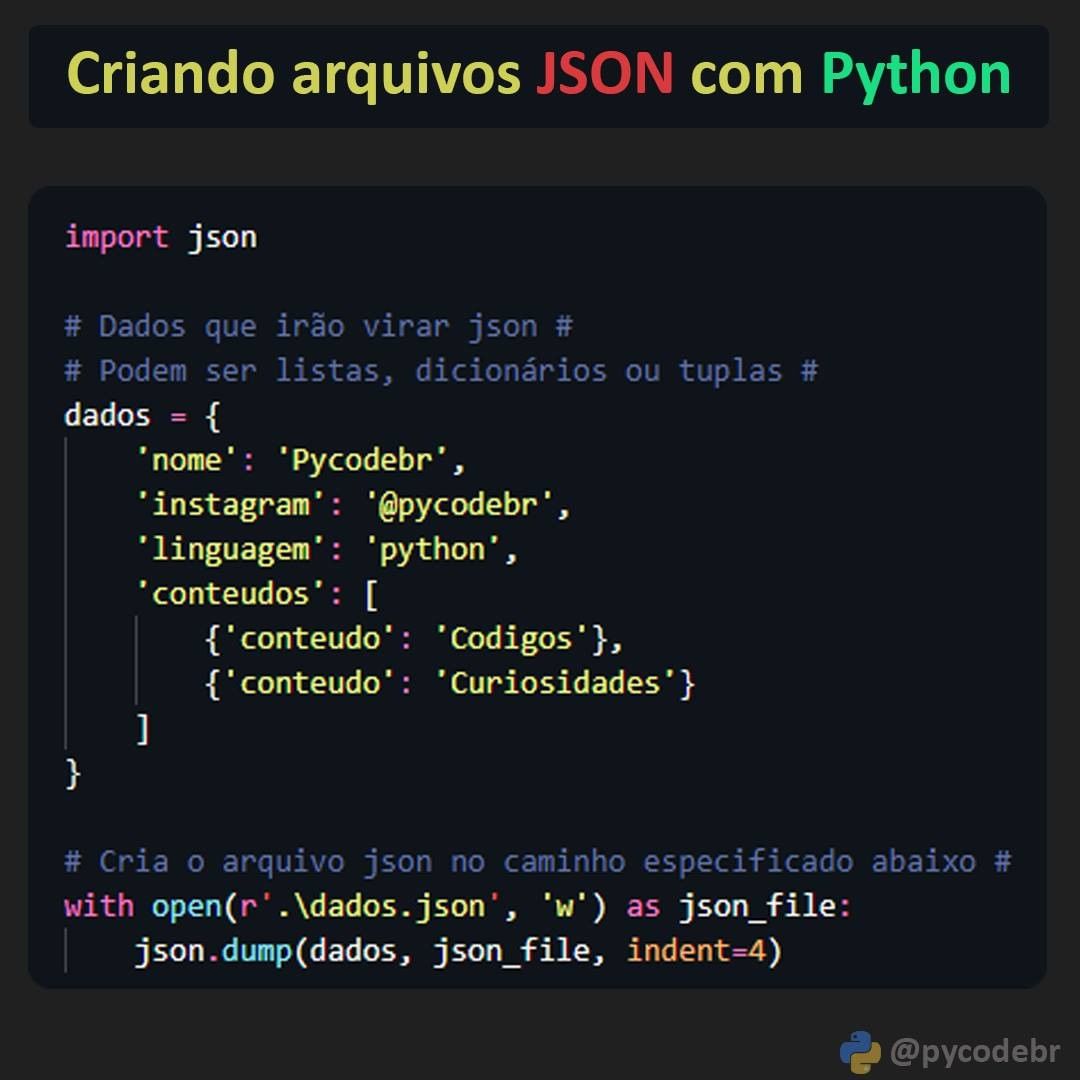 Criando arquivos JSON com Python
import json
# Dados que irão virar json #
# Podem ser listas, dicionários ou tuplas #
dados = {
    'nome': 'Pycodebr',
    'instagram': '@pycodebr',
    'linguagem': 'python',
    'conteudos': [
        {'conteudo': 'Codigos'},
        {'conteudo': 'Curiosidades'}
    ]
}
# Cria o arquivo json no caminho especificado abaixo #
with open(r'.\dados.json', 'w') as json_file:
    json.dump(dados, json_file, indent=4)
@pycodebr